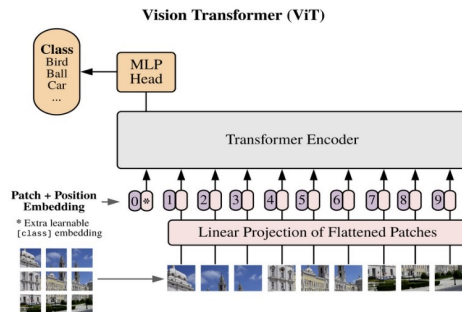 Vision Transformer (ViT)
Class
Bird
Ball
Car
...
MLP
Head
Transformer Encoder
Patch + Position
Embedding
* Extra learnable
[class] embedding
0 * 1 2 3 4 5 6 7 8 9
Linear Projection of Flattened Patches